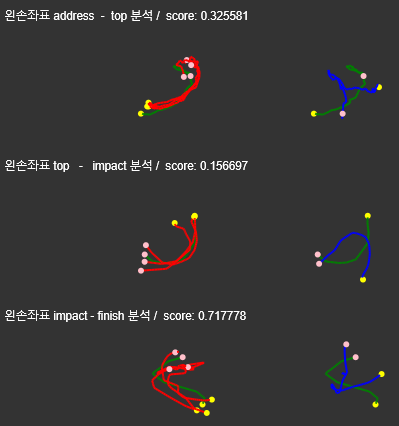 왼손좌표 address - top 분석 / score: 0.325581
왼손좌표 top - impact 분석 / score: 0.156697
왼손좌표 impact - finish 분석 / score: 0.717778